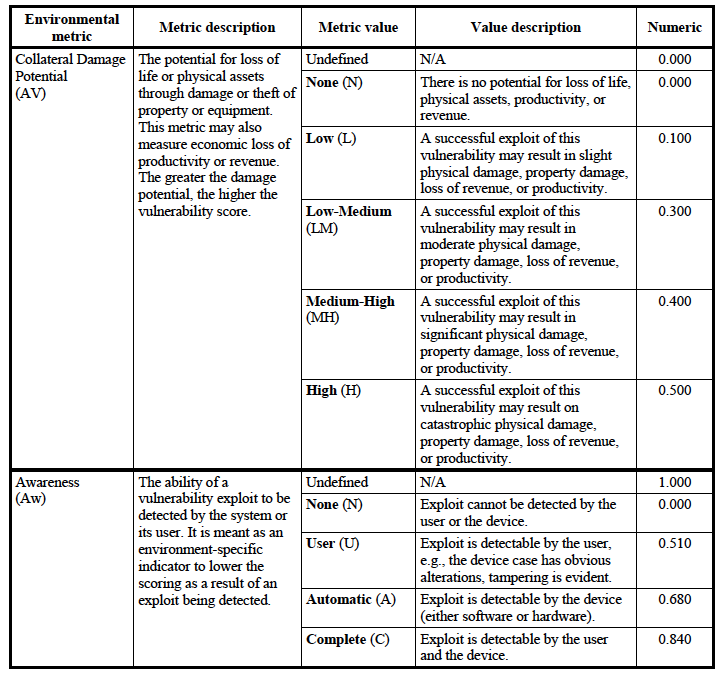 Environmental metric Metric description Metric value Value description Numeric
Collateral Damage
Potential
(AV)
The potential for loss of
life or physical assets
through damage or theft of
property or equipment.
This metric may also
measure economic loss of
productivity or revenue.
The greater the damage
potential, the higher the
vulnerability score.
Undefined N/A 0.000
None (N) There is no potential for loss of life, 0.000
physical assets, productivity, or
revenue.
Low (L) A successful exploit of this 0.100
vulnerability may result in slight
physical damage, property damage,
loss of revenue, or productivity.
Low-Medium A successful exploit of this 0.300
(LM) vulnerability may result in
moderate physical damage,
property damage, loss of revenue,
or productivity.
Medium-High A successful exploit of this 0.400
(MH) vulnerability may result in
significant physical damage,
property damage, loss of revenue,
or productivity.
High (H) A successful exploit of this 0.500
vulnerability may result on
catastrophic physical damage,
property damage, loss of revenue,
or productivity.
Awareness
(Aw)
The ability of a
vulnerability exploit to be
detected by the system or
its user. It is meant as an
environment-specific
indicator to lower the
scoring as a result of an
exploit being detected.
Undefined N/A 1.000
None (N) Exploit cannot be detected by the 0.000
user or the device.
User (U) Exploit is detectable by the user, 0.510
e.g., the device case has obvious
alterations, tampering is evident.
Automatic (A) Exploit is detectable by the device 0.680
(either software or hardware).
Complete (C) Exploit is detectable by the user 0.840
and the device.